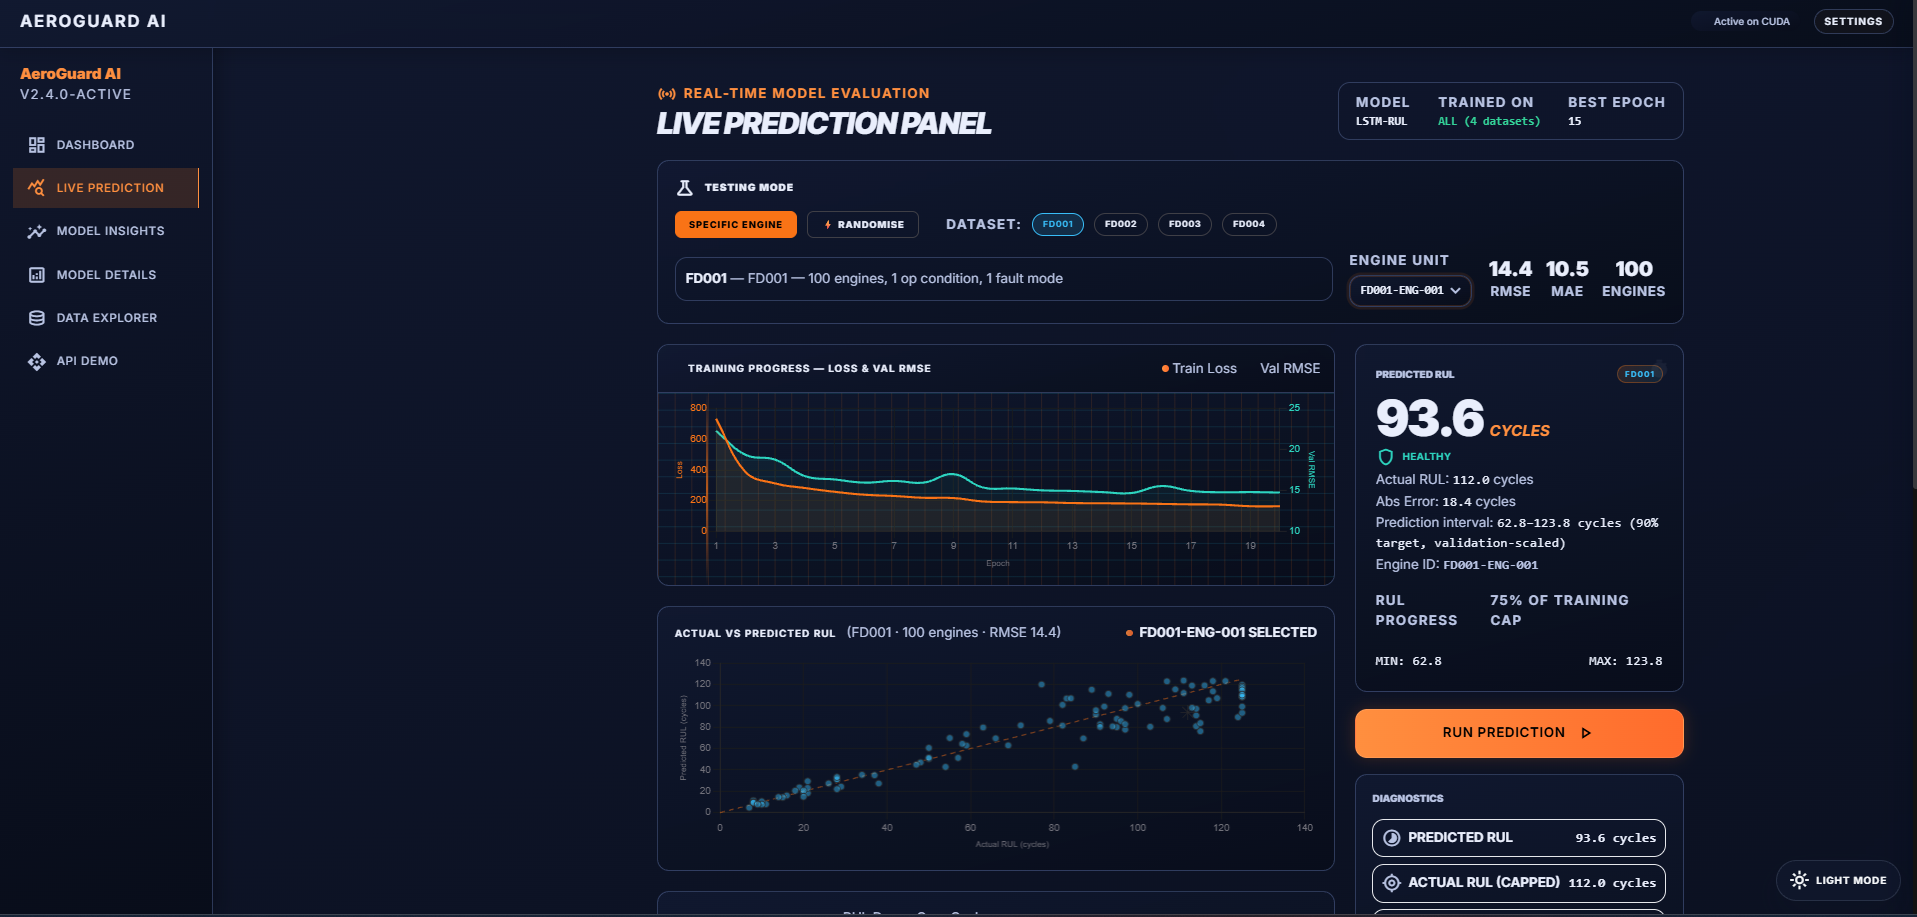 AEROGUARD AI
Active on CUDA
SETTINGS
AeroGuard AI
V2.4.0-ACTIVE
DASHBOARD
LIVE PREDICTION
MODEL INSIGHTS
MODEL DETAILS
DATA EXPLORER
API DEMO
REAL-TIME MODEL EVALUATION
LIVE PREDICTION PANEL
MODEL TRAINED ON BEST EPOCH
LSTM-RUL ALL (4 datasets) 15
TESTING MODE
SPECIFIC ENGINE RANDOMISE DATASET: FD001 FD002 FD003 FD004
FD001 — FD001 — 100 engines, 1 op condition, 1 fault mode
ENGINE UNIT
FD001-ENG-001
14.4 10.5 100
RMSE MAE ENGINES
TRAINING PROGRESS — LOSS & VAL RMSE Train Loss Val RMSE
800
600
400
200
0
Loss
25
20
15
10
Val RMSE
1 3 5 7 9 11 13 15 17 19
Epoch
ACTUAL VS PREDICTED RUL (FD001 · 100 engines · RMSE 14.4) FD001-ENG-001 SELECTED
140
120
100
80
60
40
20
0
Predicted RUL (cycles)
0 20 40 60 80 100 120 140
Actual RUL (cycles)
PREDICTED RUL FD001
93.6 CYCLES
HEALTHY
Actual RUL: 112.0 cycles
Abs Error: 18.4 cycles
Prediction interval: 62.8–123.8 cycles (90%
target, validation-scaled)
Engine ID: FD001-ENG-001
RUL 75% OF TRAINING
PROGRESS CAP
MIN: 62.8 MAX: 123.8
RUN PREDICTION
DIAGNOSTICS
PREDICTED RUL 93.6 cycles
ACTUAL RUL (CAPPED) 112.0 cycles
LIGHT MODE